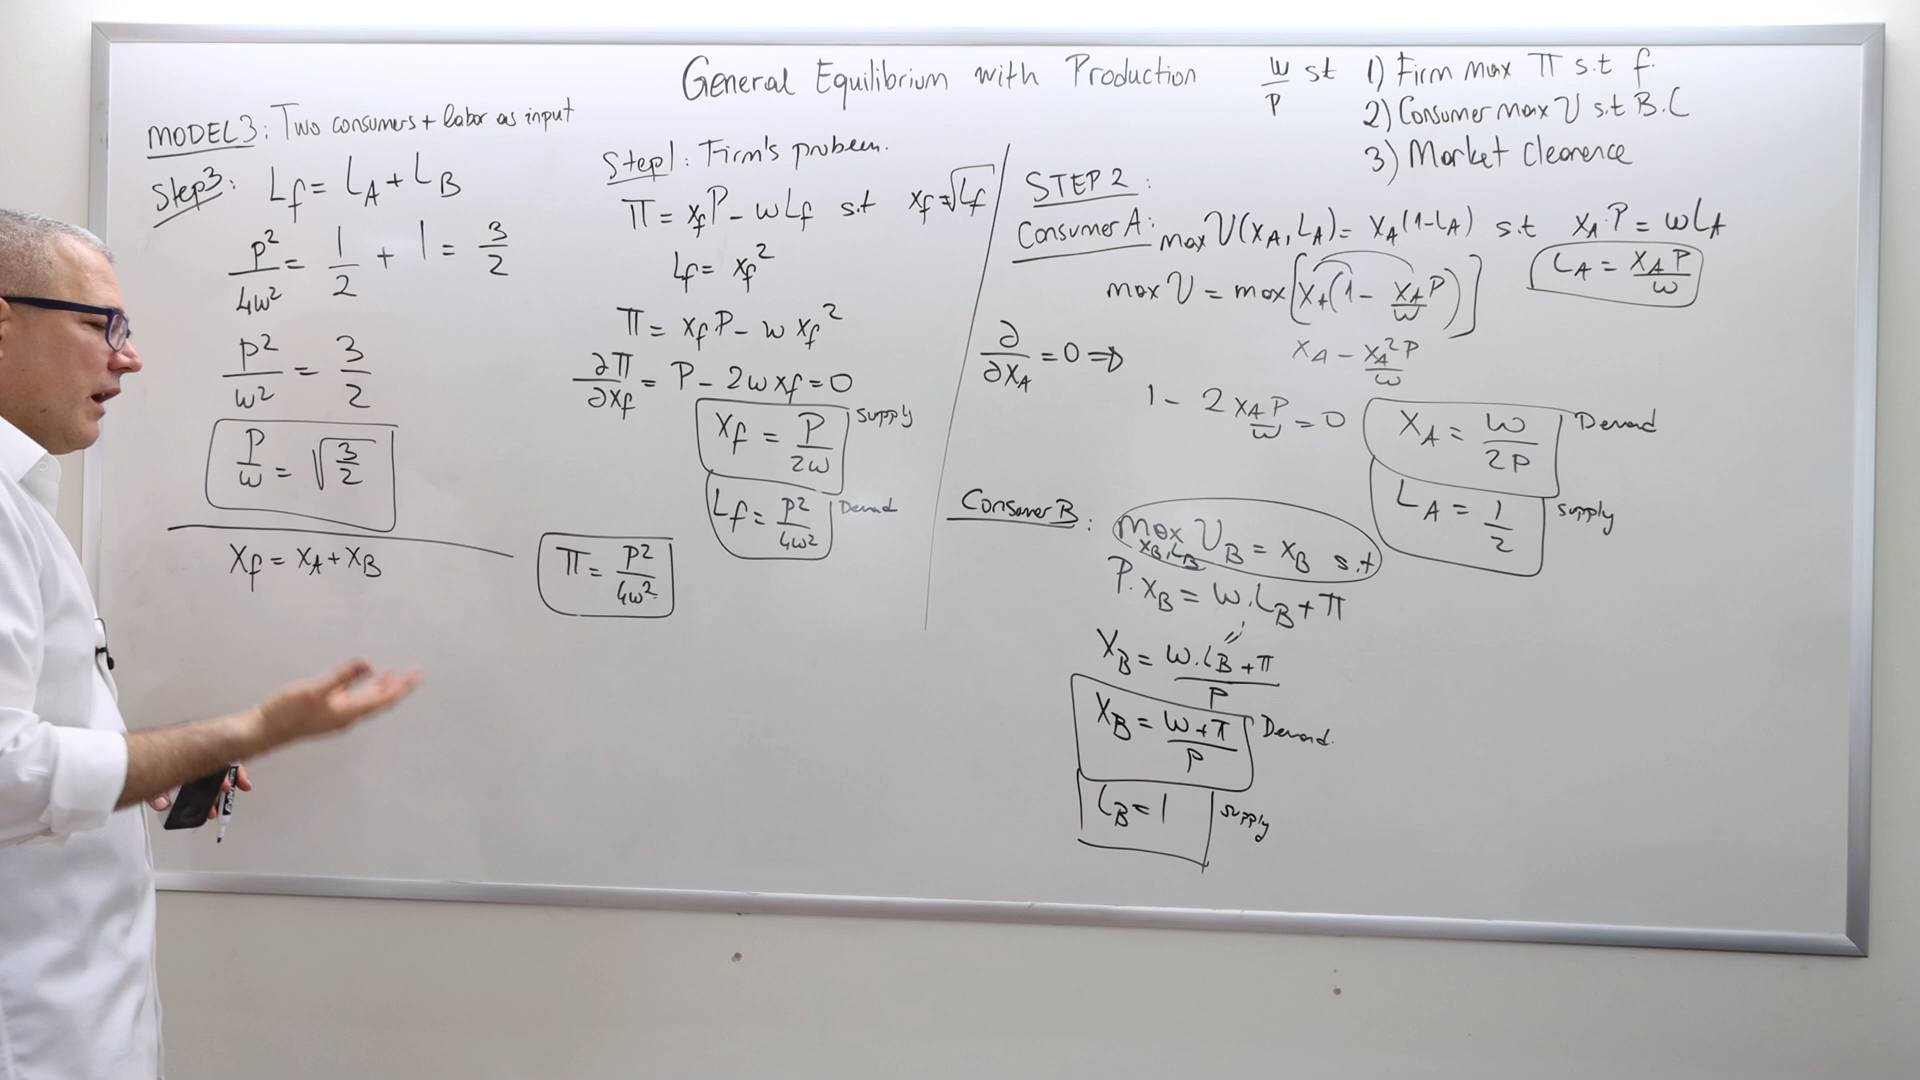 General Equilibrium with Production
w/p st 1) Firm max π s.t f.
2) Consumer max U s.t B.C
3) Market Clearence
MODEL3: Two consumers + labor as input
Step3: Lf = LA + LB
p²/4w² = 1/2 + 1 = 3/2
p²/w² = 3/2
P/w = √(3/2)
Xf = XA + XB
Step1: Firm's probem.
π = xfP - wLf s.t xf = √Lf
Lf = xf²
π = xfP - wxf²
∂π/∂xf = P - 2wxf = 0
Xf = P/2w Supply
Lf = p²/4w² Demand
π = p²/4w²
STEP 2:
Consumer A: max U(xA, LA) = xA(1-LA) s.t xA·P = wLA
LA = XAP/w
max U = max[XA(1 - XAP/w)]
XA - XA²P/w
∂/∂XA = 0 ⇒
1 - 2XAP/w = 0
XA = w/2P Demand
LA = 1/2 supply
Consumer B: max XB,LB UB = XB s.t
P·XB = w·LB + π
XB = w·LB + π/P
XB = w+π/P Demand.
LB = 1 supply